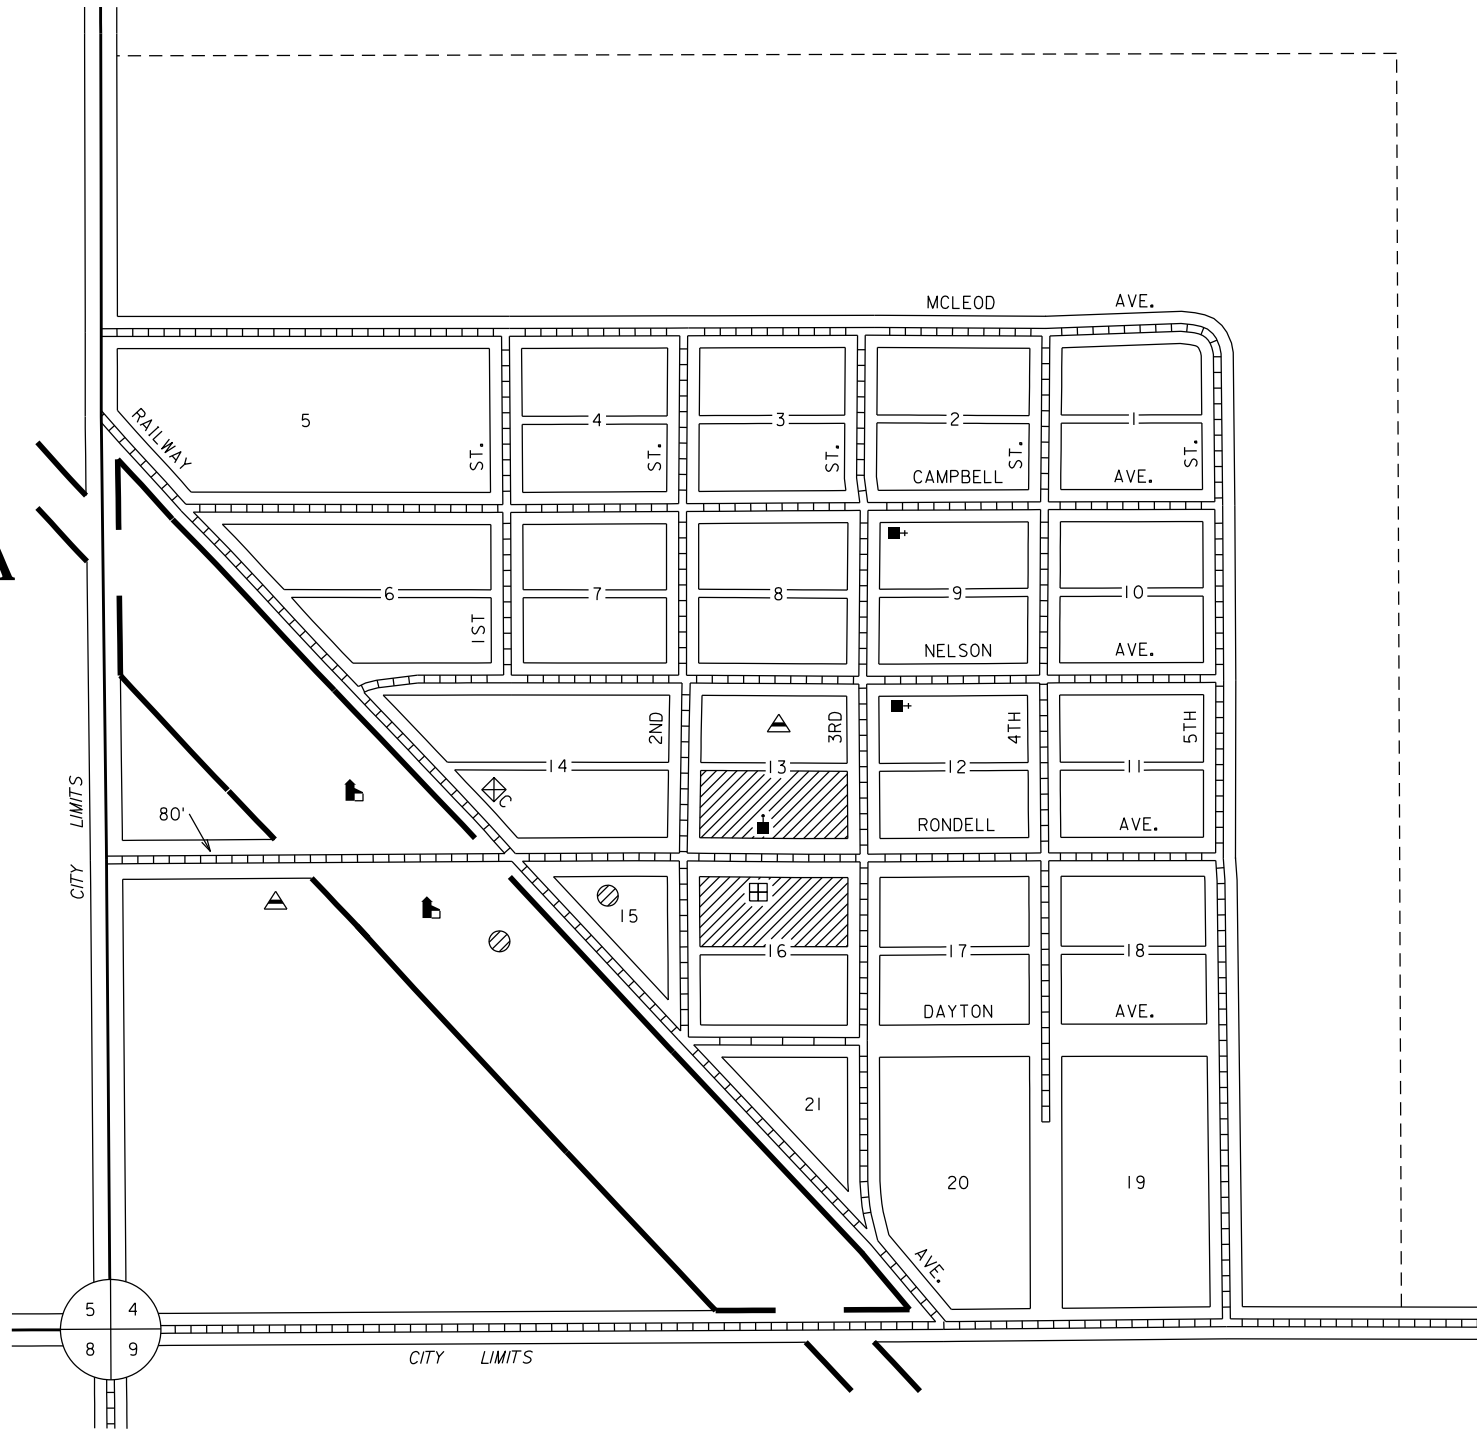 MCLEOD AVE.
RAILWAY
5
4
3
2
1
ST.
ST.
ST.
ST.
ST.
CAMPBELL AVE.
A
6
7
8
9
10
1ST
NELSON AVE.
2ND
3RD
4TH
5TH
14
13
12
11
C
CITY LIMITS
80'
RONDELL AVE.
15
16
17
18
DAYTON AVE.
21
20
19
AVE.
5 4
8 9
CITY LIMITS